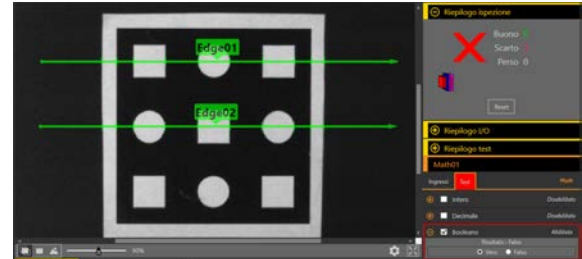 Edge01
Edge02
Riepilogo ispezione
Buono
Scarto
Perso 0
Reset
Riepilogo I/O
Riepilogo test
Math01
Ingressi Test
Intero Disabilitato
Decimale Disabilitato
Booleano Abilitato
Risultato : Falso
Vero Falso
90%